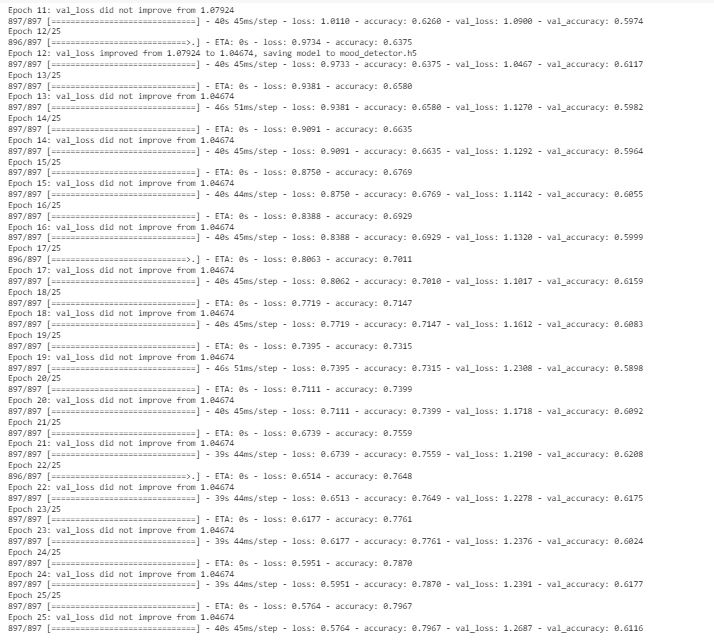 Epoch 11: val_loss did not improve from 1.07924
897/897 [==============================] - 40s 45ms/step - loss: 1.0110 - accuracy: 0.6260 - val_loss: 1.0900 - val_accuracy: 0.5974
Epoch 12/25
896/897 [============================>.] - ETA: 0s - loss: 0.9734 - accuracy: 0.6375
Epoch 12: val_loss improved from 1.07924 to 1.04674, saving model to mood_detector.h5
897/897 [==============================] - 40s 45ms/step - loss: 0.9733 - accuracy: 0.6375 - val_loss: 1.0467 - val_accuracy: 0.6117
Epoch 13/25
897/897 [==============================] - ETA: 0s - loss: 0.9381 - accuracy: 0.6580
Epoch 13: val_loss did not improve from 1.04674
897/897 [==============================] - 46s 51ms/step - loss: 0.9381 - accuracy: 0.6580 - val_loss: 1.1270 - val_accuracy: 0.5982
Epoch 14/25
897/897 [==============================] - ETA: 0s - loss: 0.9091 - accuracy: 0.6635
Epoch 14: val_loss did not improve from 1.04674
897/897 [==============================] - 40s 45ms/step - loss: 0.9091 - accuracy: 0.6635 - val_loss: 1.1292 - val_accuracy: 0.5964
Epoch 15/25
897/897 [==============================] - ETA: 0s - loss: 0.8750 - accuracy: 0.6769
Epoch 15: val_loss did not improve from 1.04674
897/897 [==============================] - 40s 44ms/step - loss: 0.8750 - accuracy: 0.6769 - val_loss: 1.1142 - val_accuracy: 0.6055
Epoch 16/25
897/897 [==============================] - ETA: 0s - loss: 0.8388 - accuracy: 0.6929
Epoch 16: val_loss did not improve from 1.04674
897/897 [==============================] - 40s 45ms/step - loss: 0.8388 - accuracy: 0.6929 - val_loss: 1.1320 - val_accuracy: 0.5999
Epoch 17/25
896/897 [============================>.] - ETA: 0s - loss: 0.8063 - accuracy: 0.7011
Epoch 17: val_loss did not improve from 1.04674
897/897 [==============================] - 40s 45ms/step - loss: 0.8062 - accuracy: 0.7010 - val_loss: 1.1017 - val_accuracy: 0.6159
Epoch 18/25
897/897 [==============================] - ETA: 0s - loss: 0.7719 - accuracy: 0.7147
Epoch 18: val_loss did not improve from 1.04674
897/897 [==============================] - 40s 45ms/step - loss: 0.7719 - accuracy: 0.7147 - val_loss: 1.1612 - val_accuracy: 0.6083
Epoch 19/25
897/897 [==============================] - ETA: 0s - loss: 0.7395 - accuracy: 0.7315
Epoch 19: val_loss did not improve from 1.04674
897/897 [==============================] - 46s 51ms/step - loss: 0.7395 - accuracy: 0.7315 - val_loss: 1.2308 - val_accuracy: 0.5898
Epoch 20/25
897/897 [==============================] - ETA: 0s - loss: 0.7111 - accuracy: 0.7399
Epoch 20: val_loss did not improve from 1.04674
897/897 [==============================] - 40s 45ms/step - loss: 0.7111 - accuracy: 0.7399 - val_loss: 1.1718 - val_accuracy: 0.6092
Epoch 21/25
897/897 [==============================] - ETA: 0s - loss: 0.6739 - accuracy: 0.7559
Epoch 21: val_loss did not improve from 1.04674
897/897 [==============================] - 39s 44ms/step - loss: 0.6739 - accuracy: 0.7559 - val_loss: 1.2190 - val_accuracy: 0.6208
Epoch 22/25
896/897 [============================>.] - ETA: 0s - loss: 0.6514 - accuracy: 0.7648
Epoch 22: val_loss did not improve from 1.04674
897/897 [==============================] - 39s 44ms/step - loss: 0.6513 - accuracy: 0.7649 - val_loss: 1.2278 - val_accuracy: 0.6175
Epoch 23/25
897/897 [==============================] - ETA: 0s - loss: 0.6177 - accuracy: 0.7761
Epoch 23: val_loss did not improve from 1.04674
897/897 [==============================] - 39s 44ms/step - loss: 0.6177 - accuracy: 0.7761 - val_loss: 1.2376 - val_accuracy: 0.6024
Epoch 24/25
897/897 [==============================] - ETA: 0s - loss: 0.5951 - accuracy: 0.7870
Epoch 24: val_loss did not improve from 1.04674
897/897 [==============================] - 39s 44ms/step - loss: 0.5951 - accuracy: 0.7870 - val_loss: 1.2391 - val_accuracy: 0.6177
Epoch 25/25
897/897 [==============================] - ETA: 0s - loss: 0.5764 - accuracy: 0.7967
Epoch 25: val_loss did not improve from 1.04674
897/897 [==============================] - 40s 45ms/step - loss: 0.5764 - accuracy: 0.7967 - val_loss: 1.2687 - val_accuracy: 0.6116